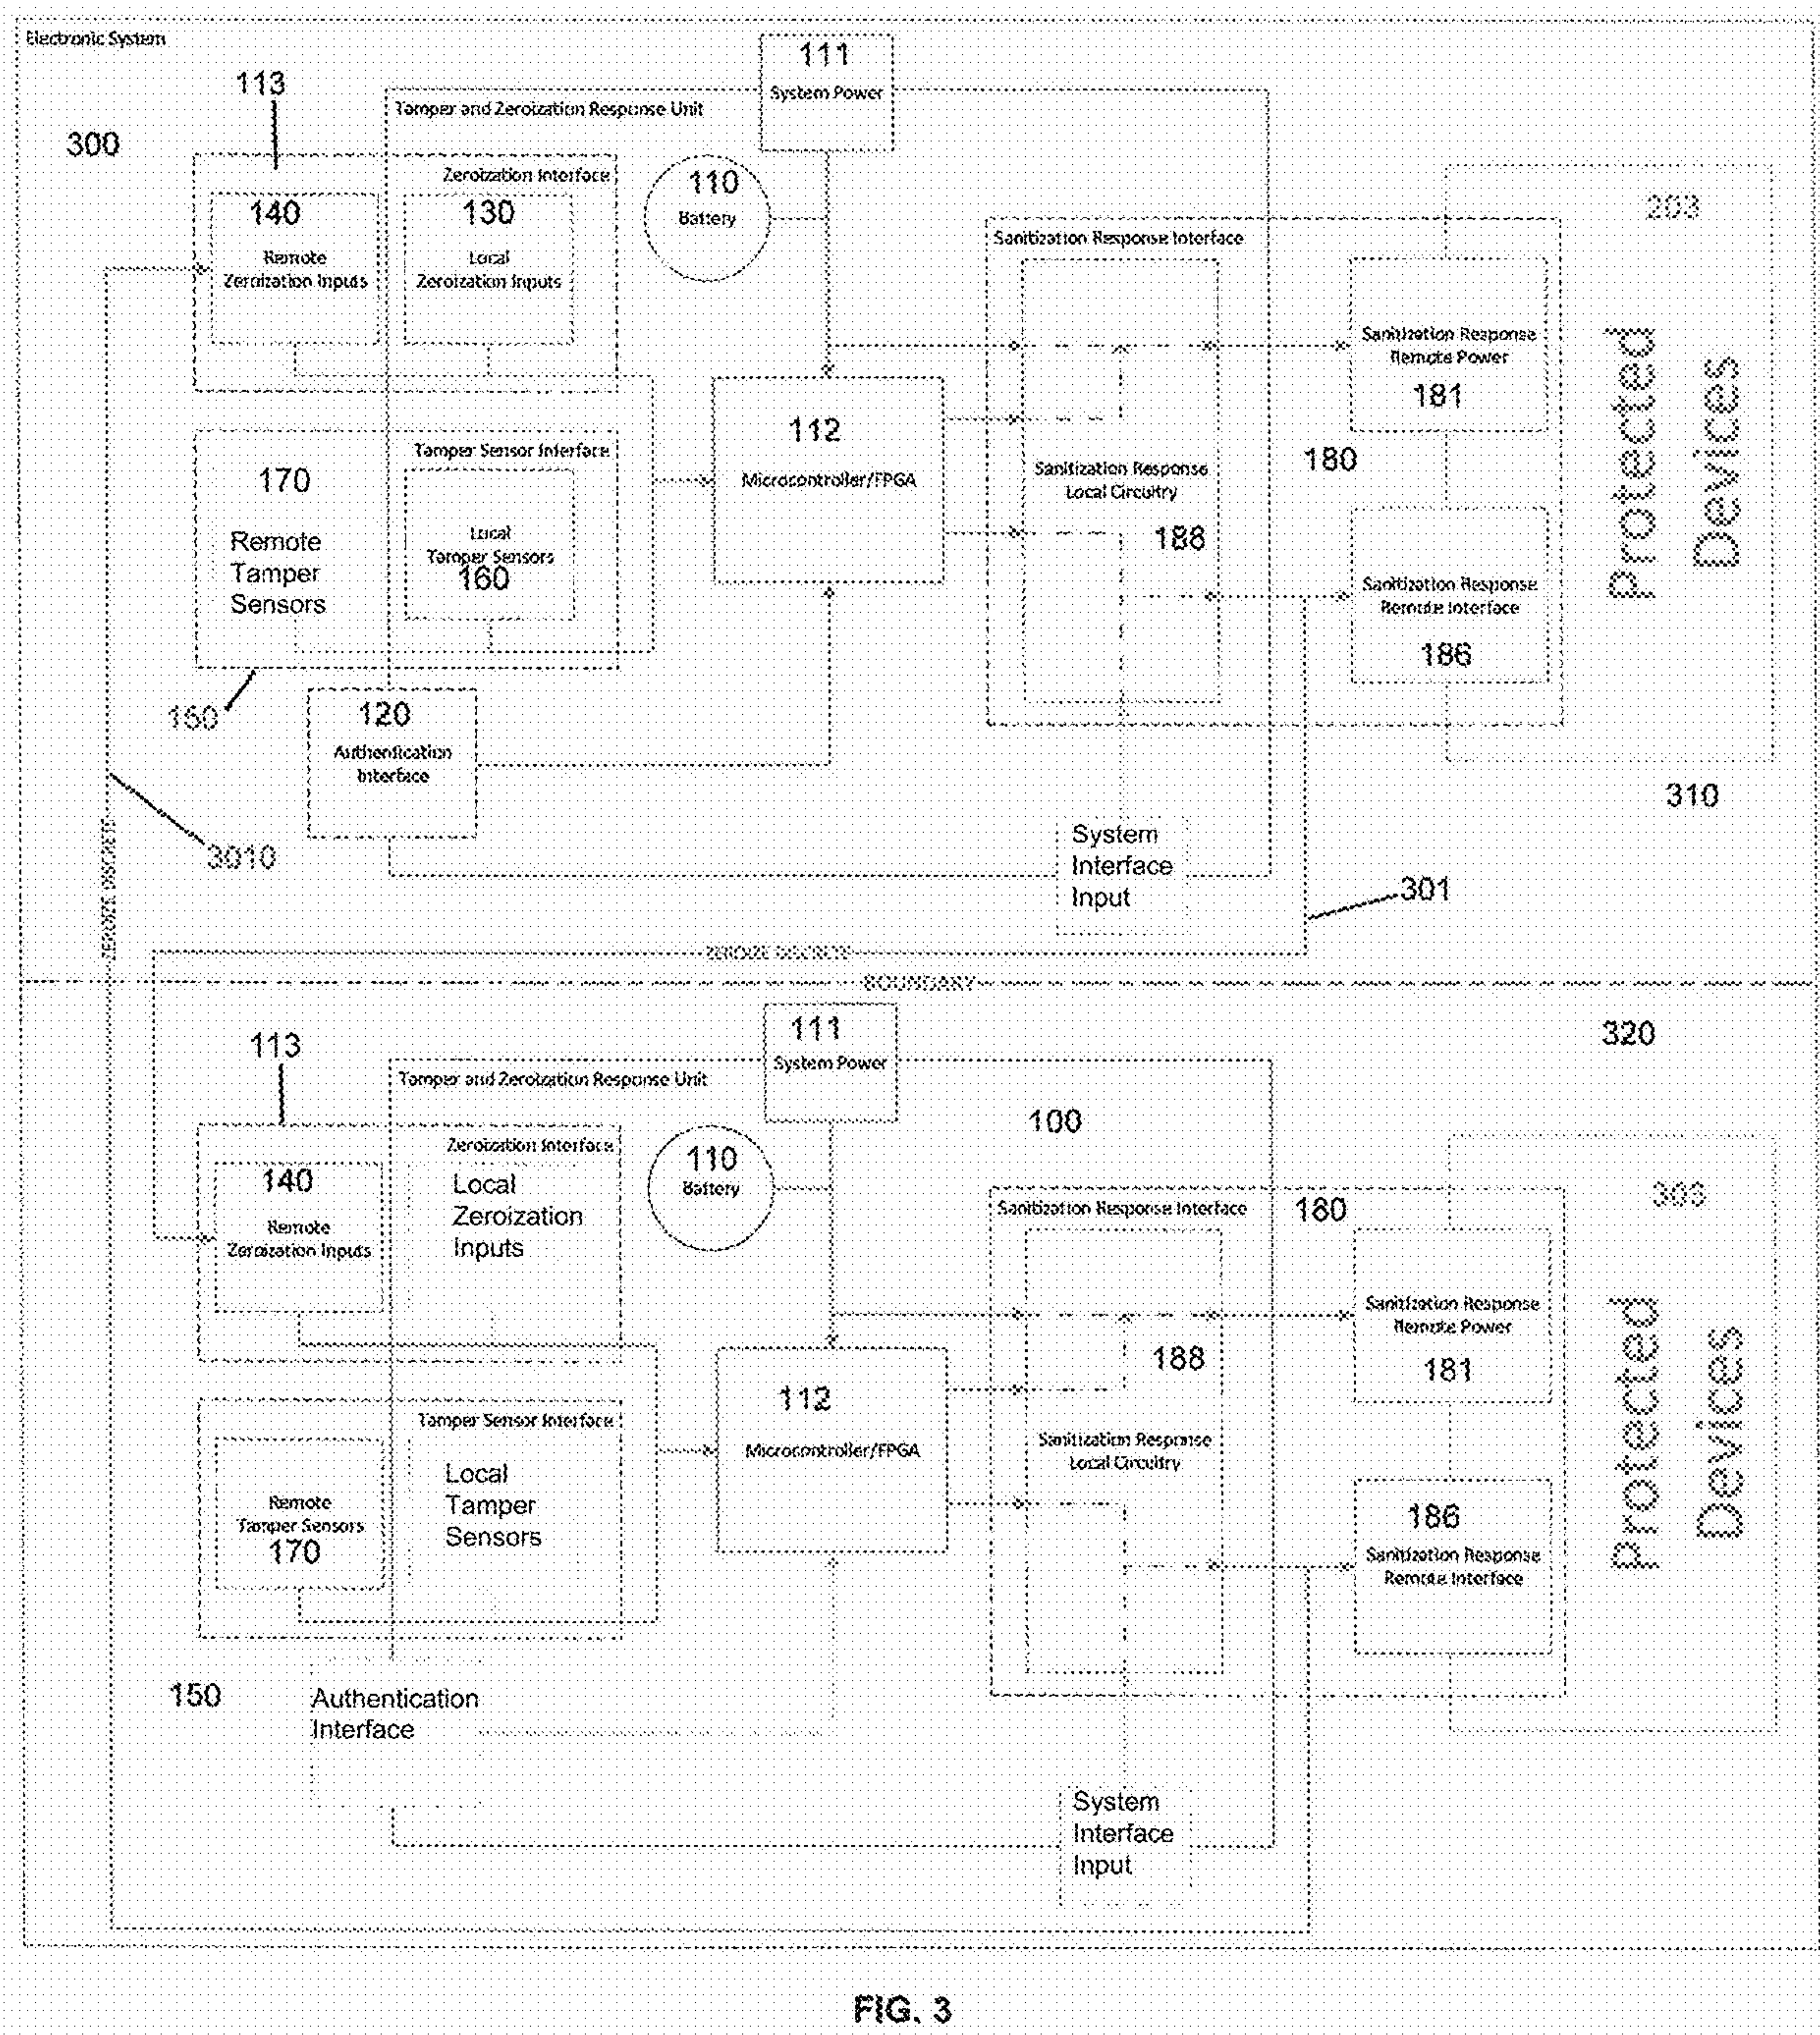 Electronic System
111
System Power
113
Tamper and Zeroization Response Unit
300
Zeroization Interface
140
Remote
Zeroization Inputs
130
Local
Zeroization Inputs
110
Battery
203
Sanitization Response Interface
Sanitization Response
Remote Power
181
Protected
Devices
112
Microcontroller/FPGA
Tamper Sensor Interface
170
Remote
Tamper
Sensors
Local
Tamper Sensors
160
Sanitization Response
Local Circuitry
188
180
Sanitization Response
Remote Interface
186
150
120
Authentication
Interface
310
3010
ZEROIZE DISCRETE
System
Interface
Input
301
ZEROIZE DISCRETE
BOUNDARY
111
System Power
320
113
Tamper and Zeroization Response Unit
100
Zeroization Interface
140
Remote
Zeroization Inputs
Local
Zeroization
Inputs
110
Battery
Sanitization Response Interface
180
Sanitization Response
Remote Power
181
Protected
Devices
188
112
Microcontroller/FPGA
Tamper Sensor Interface
Remote
Tamper Sensors
170
Local
Tamper
Sensors
Sanitization Response
Local Circuitry
186
Sanitization Response
Remote Interface
150
Authentication
Interface
System
Interface
Input
FIG. 3